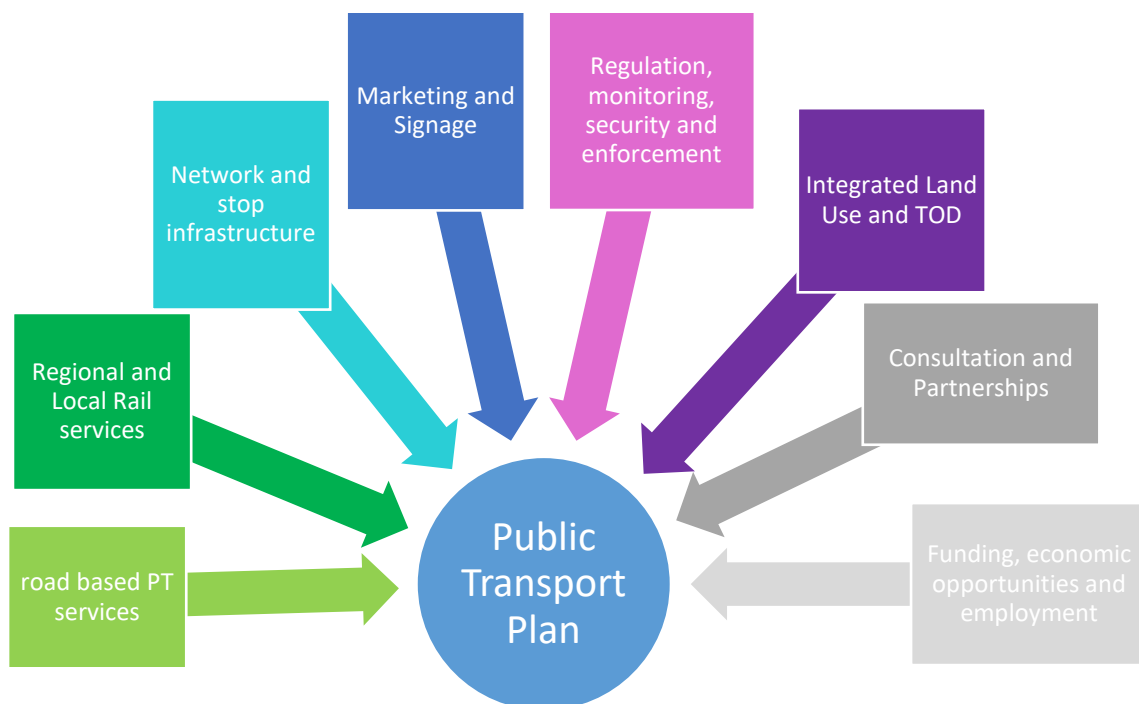 Marketing and
Signage
Regulation,
monitoring,
security and
enforcement
Network and
stop
infrastructure
Integrated Land
Use and TOD
Regional and
Local Rail
services
Consultation and
Partnerships
road based PT
services
Public
Transport
Plan
Funding, economic
opportunities and
employment